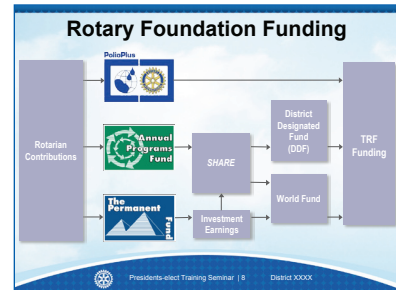 Rotary Foundation Funding
PolioPlus
Rotarian
Contributions
Annual
Programs
Fund
The
Permanent
Fund
SHARE
Investment
Earnings
District
Designated
Fund
(DDF)
World Fund
TRF
Funding
Presidents-elect Training Seminar | 8
District XXXX